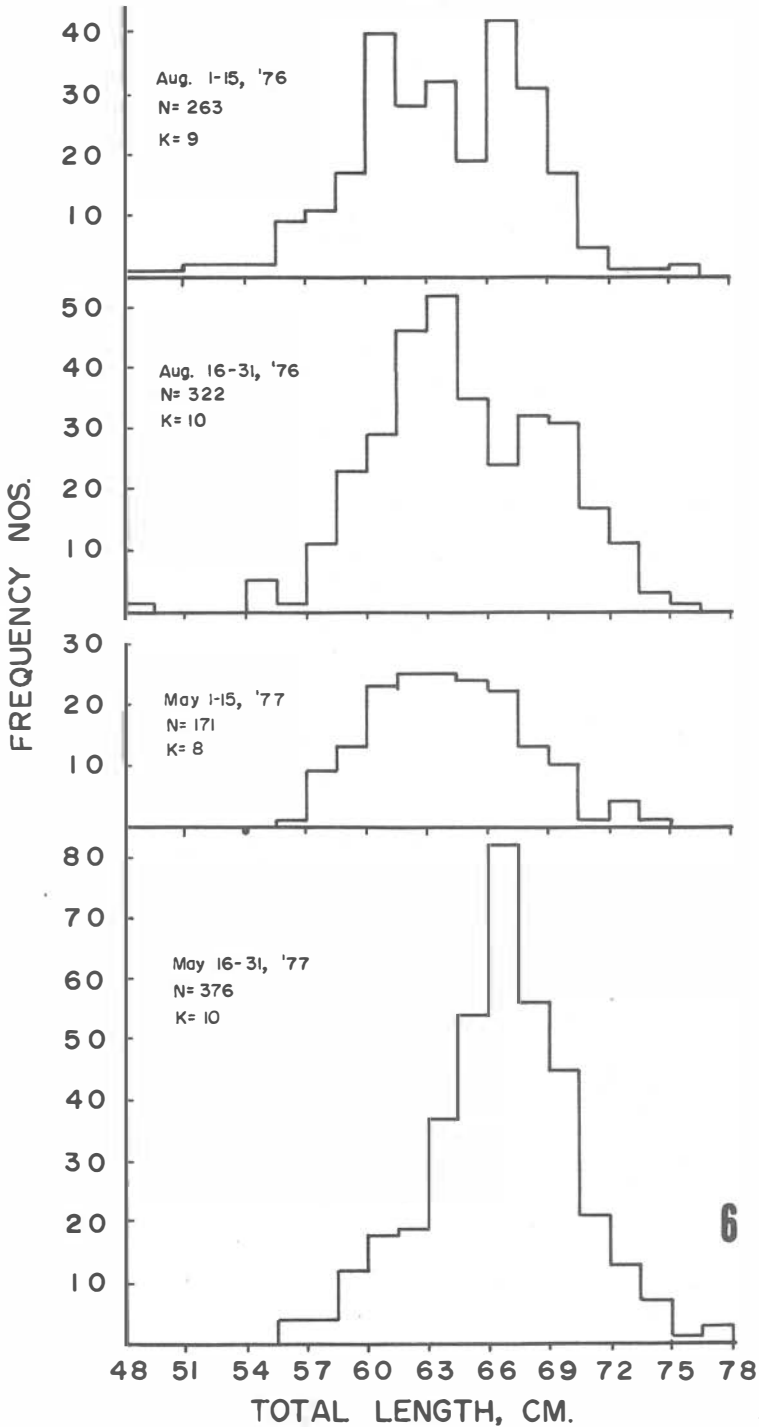 40
30
20
10
Aug. 1-15, '76
N= 263
K= 9
50
40
30
20
10
Aug. 16-31, '76
N= 322
K= 10
30
20
10
May 1-15, '77
N= 171
K= 8
80
70
60
50
40
30
20
10
May 16-31, '77
N= 376
K= 10
6
48 51 54 57 60 63 66 69 72 75 78
TOTAL LENGTH, CM.
FREQUENCY NOS.